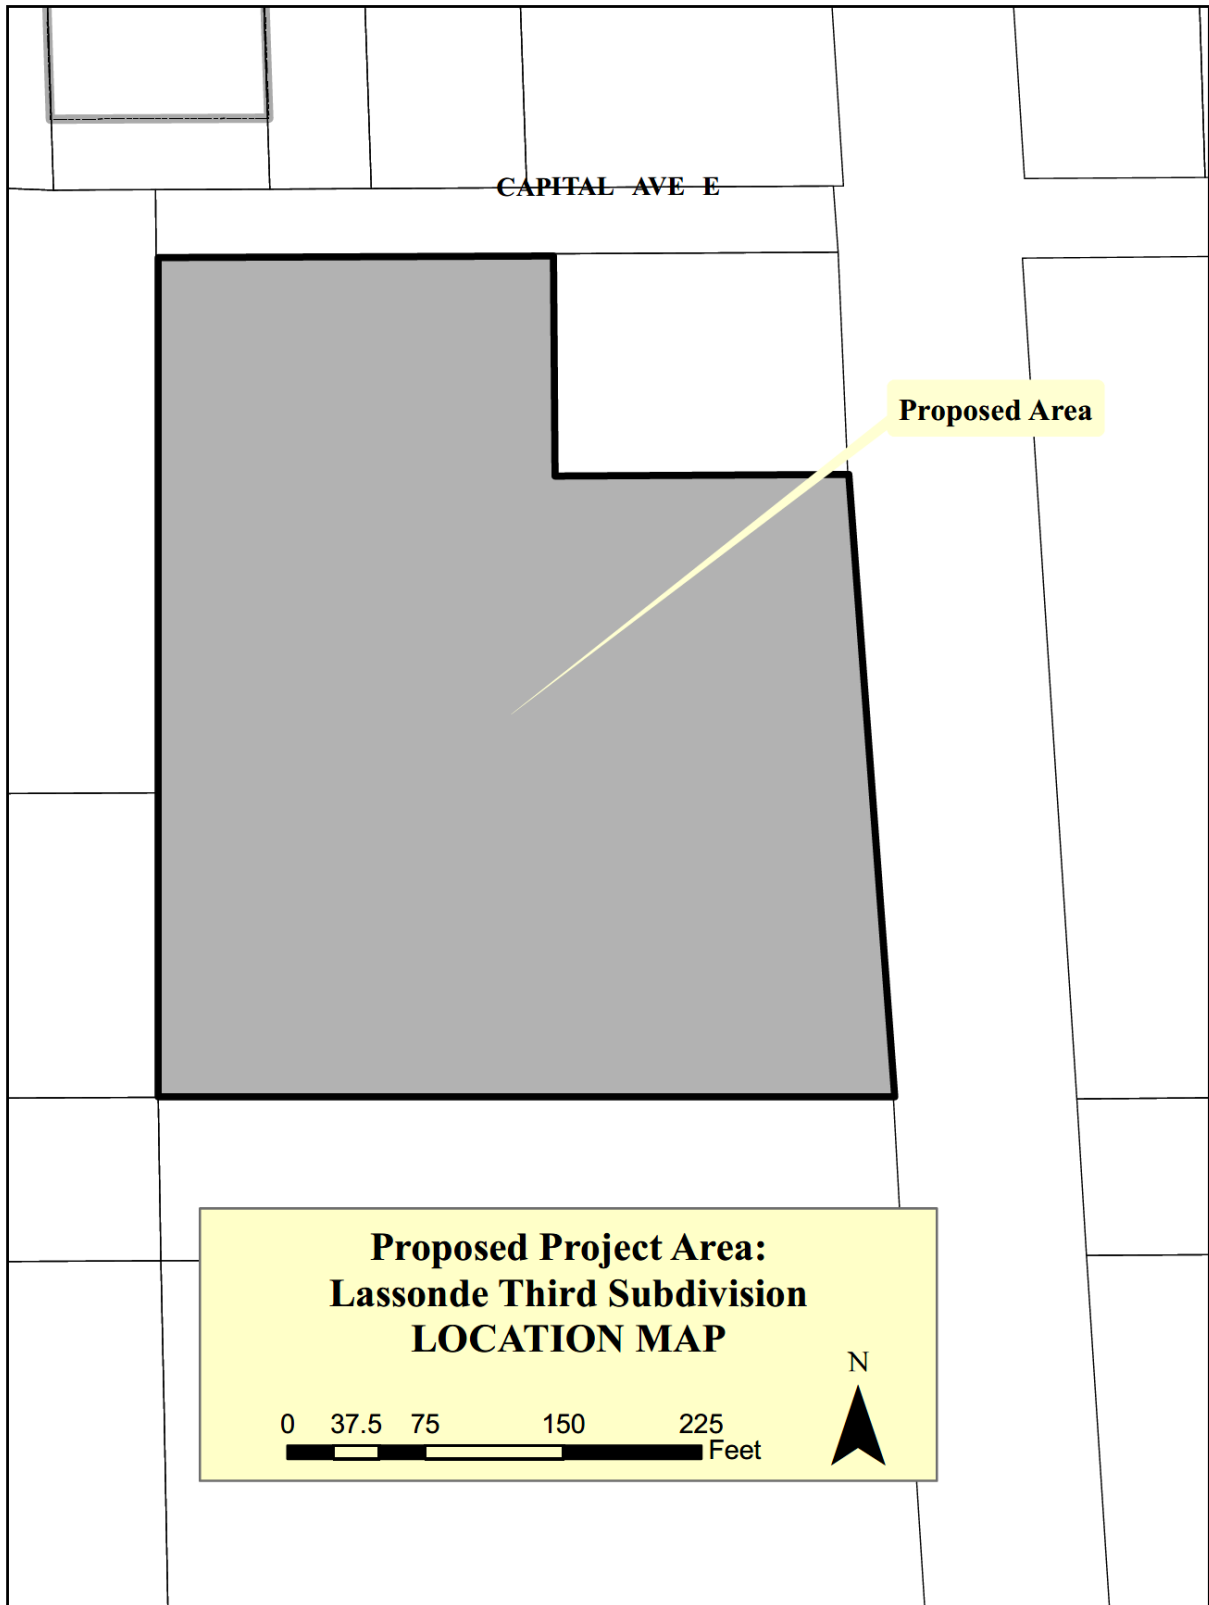 CAPITAL AVE E
Proposed Area
Proposed Project Area:
Lassonde Third Subdivision
LOCATION MAP
N
0 37.5 75 150 225
Feet